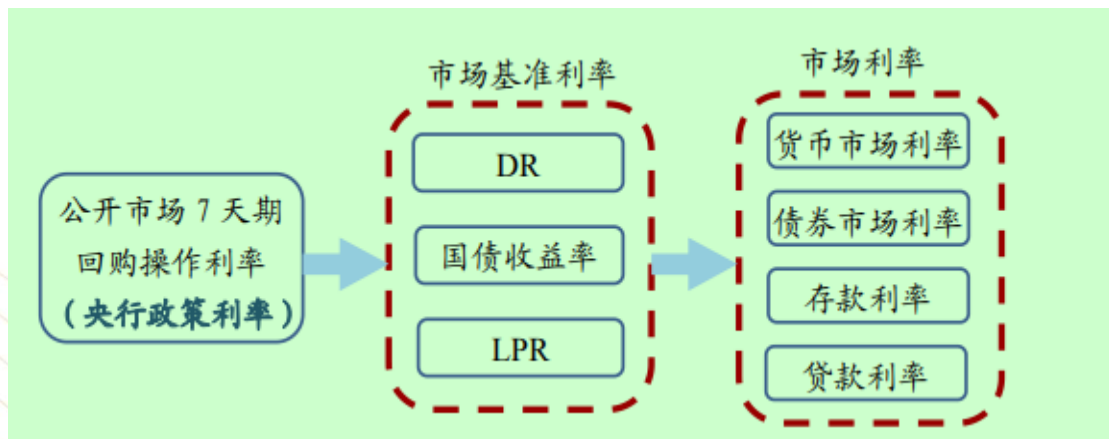 公开市场 7 天期
回购操作利率
（央行政策利率）
市场基准利率
DR
国债收益率
LPR
市场利率
货币市场利率
债券市场利率
存款利率
贷款利率